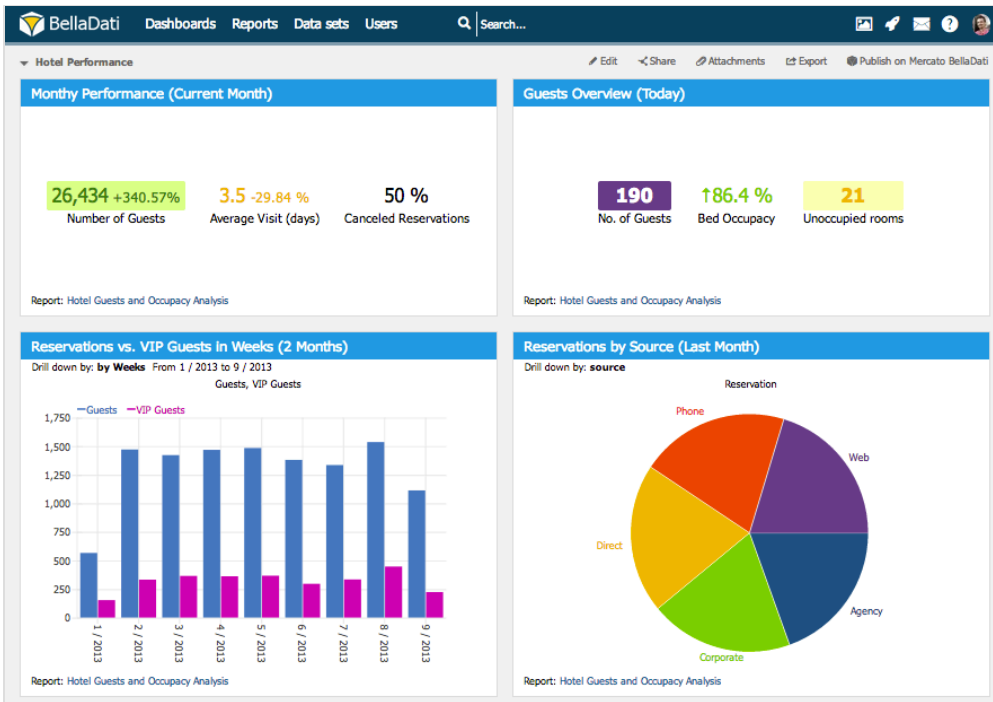 BellaDati Dashboards Reports Data sets Users Search... ?
Hotel Performance Edit Share Attachments Export Publish on Mercato BellaDati
Monthy Performance (Current Month)
26,434 +340.57% 3.5 -29.84 % 50 %
Number of Guests Average Visit (days) Canceled Reservations
Report: Hotel Guests and Occupancy Analysis
Guests Overview (Today)
190 ↑86.4 % 21
No. of Guests Bed Occupacy Unoccupied rooms
Report: Hotel Guests and Occupancy Analysis
Reservations vs. VIP Guests in Weeks (2 Months)
Drill down by: by Weeks From 1 / 2013 to 9 / 2013
Guests, VIP Guests
Guests VIP Guests
1,750
1,500
1,250
1,000
750
500
250
0
1 / 2013 2 / 2013 3 / 2013 4 / 2013 5 / 2013 6 / 2013 7 / 2013 8 / 2013 9 / 2013
Report: Hotel Guests and Occupancy Analysis
Reservations by Source (Last Month)
Drill down by: source
Reservation
Phone
Web
Direct
Agency
Corporate
Report: Hotel Guests and Occupancy Analysis